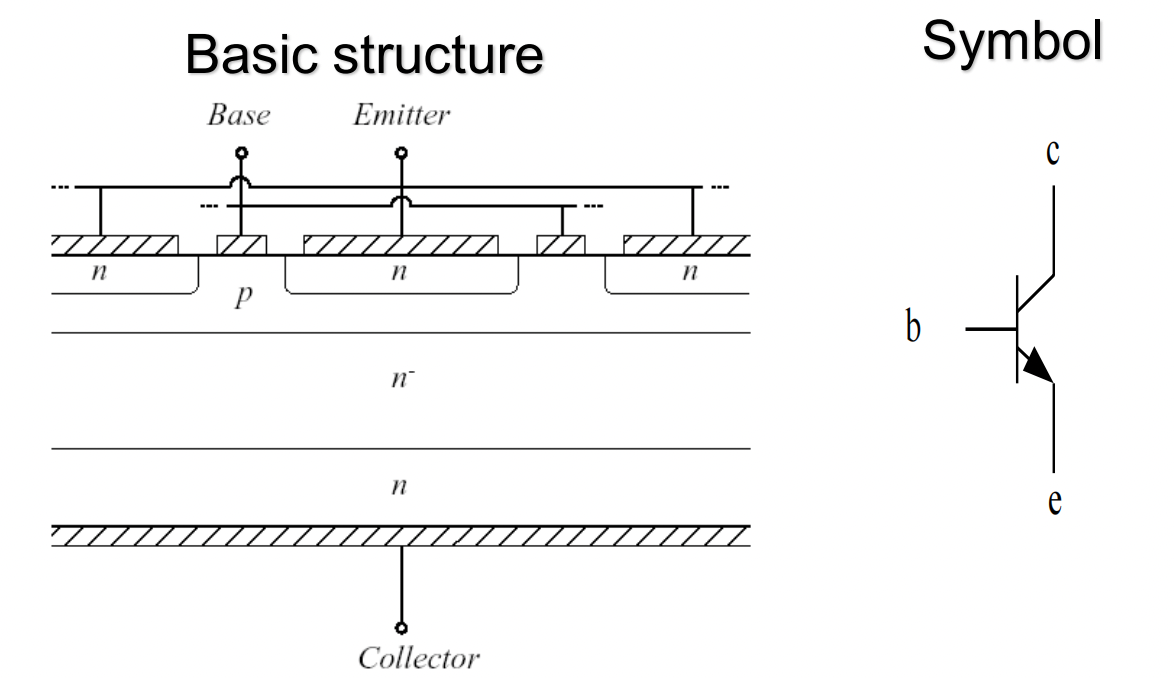 Basic structure
Symbol
Base Emitter
c
... ...
... ...
n n n
p
b
n⁻
n
e
Collector